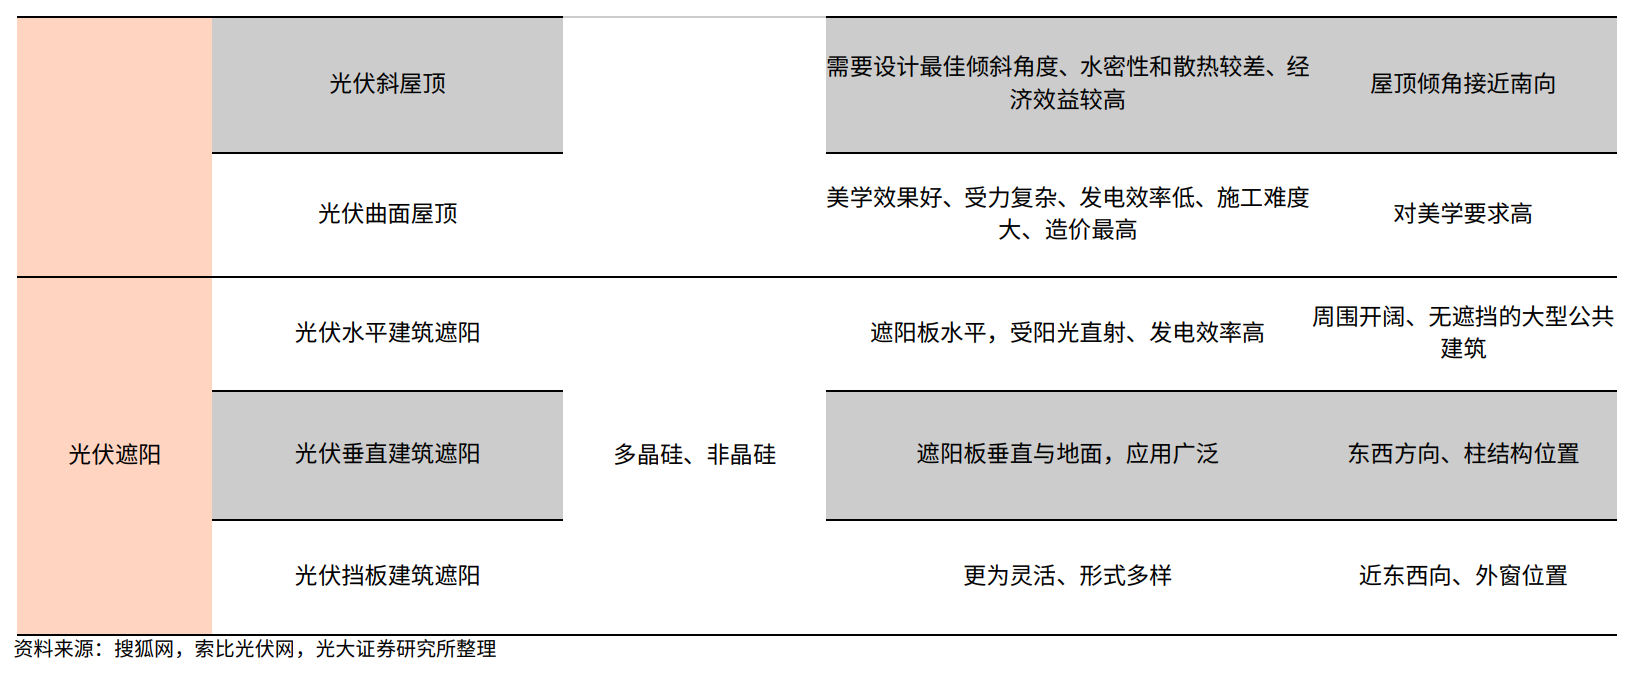 光伏斜屋顶
需要设计最佳倾斜角度、水密性和散热较差、经
济效益较高
屋顶倾角接近南向
光伏曲面屋顶
美学效果好、受力复杂、发电效率低、施工难度
大、造价最高
对美学要求高
光伏遮阳
光伏水平建筑遮阳
多晶硅、非晶硅
遮阳板水平，受阳光直射、发电效率高
周围开阔、无遮挡的大型公共
建筑
光伏垂直建筑遮阳
遮阳板垂直与地面，应用广泛
东西方向、柱结构位置
光伏挡板建筑遮阳
更为灵活、形式多样
近东西向、外窗位置
资料来源：搜狐网，索比光伏网，光大证券研究所整理